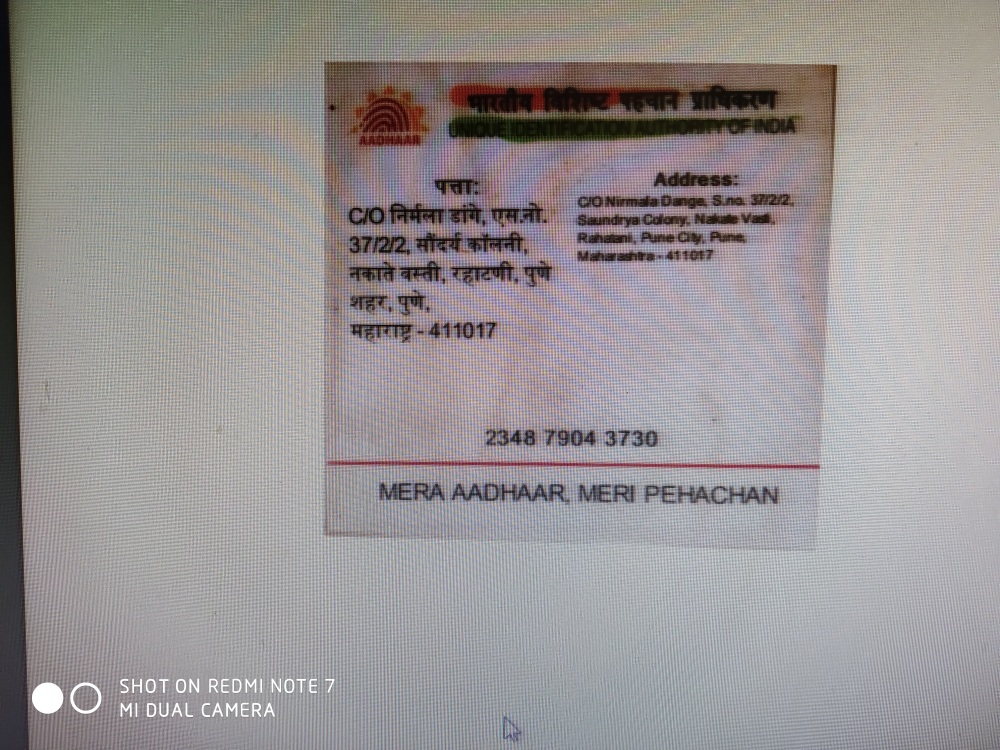 भारतीय विशिष्ट पहचान प्राधिकरण
UNIQUE IDENTIFICATION AUTHORITY OF INDIA
AADHAAR
पत्ता:
C/O निर्मला डांगे, एस.नो.
37/2/2, सौंदर्य कॉलनी,
नकाते वस्ती, रहाटणी, पुणे
शहर, पुणे,
महाराष्ट्र - 411017
Address:
C/O Nirmala Dange, S.no. 37/2/2,
Saundrya Colony, Nakate Vasti,
Rahatani, Pune City, Pune,
Maharashtra - 411017
2348 7904 3730
MERA AADHAAR, MERI PEHACHAN
SHOT ON REDMI NOTE 7
MI DUAL CAMERA